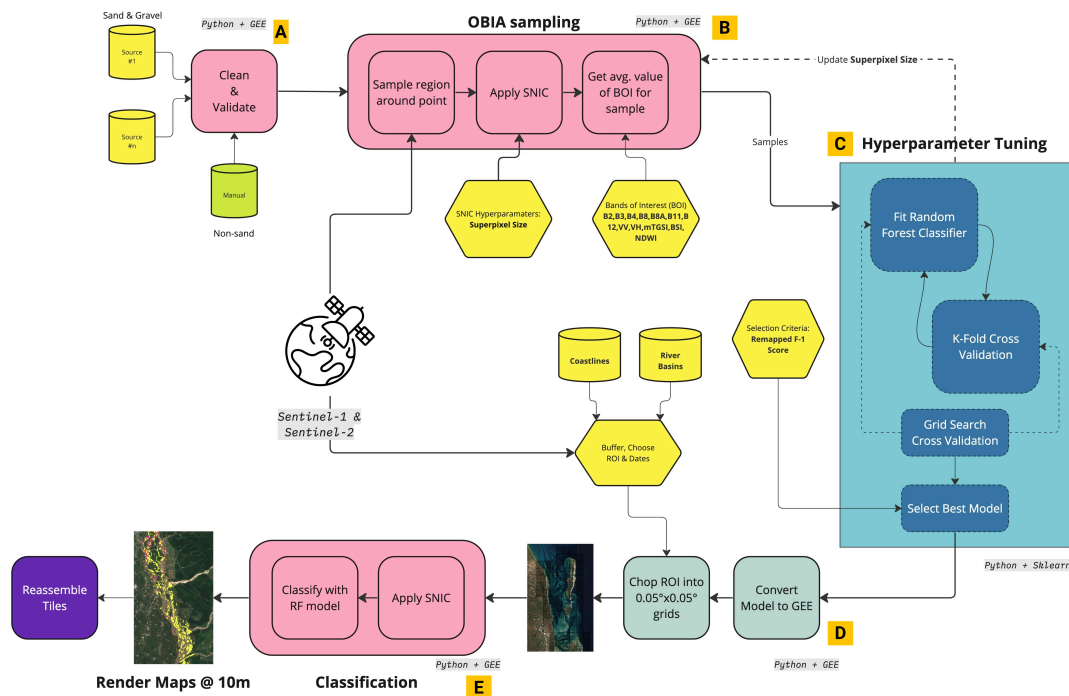 Sand & Gravel
Python + GEE
A
Source
#1
Source
#n
Clean
&
Validate
Manual
Non-sand
OBIA sampling
Python + GEE
B
Sample region
around point
Apply SNIC
Get avg. value
of BOI for
sample
SNIC Hyperparamaters:
Superpixel Size
Bands of Interest (BOI)
B2,B3,B4,B8,B8A,B11,B
12,VV,VH,mTGSI,BSI,
NDWI
Update Superpixel Size
Samples
C
Hyperparameter Tuning
Fit Random
Forest Classifier
K-Fold Cross
Validation
Grid Search
Cross Validation
Select Best Model
Python + Sklearn
Selection Criteria:
Remapped F-1
Score
Coastlines
River
Basins
Sentinel-1 &
Sentinel-2
Buffer, Choose
ROI & Dates
Convert
Model to GEE
Chop ROI into
0.05°x0.05°
grids
D
Python + GEE
Apply SNIC
Classify with
RF model
Python + GEE
E
Classification
Render Maps @ 10m
Reassemble
Tiles